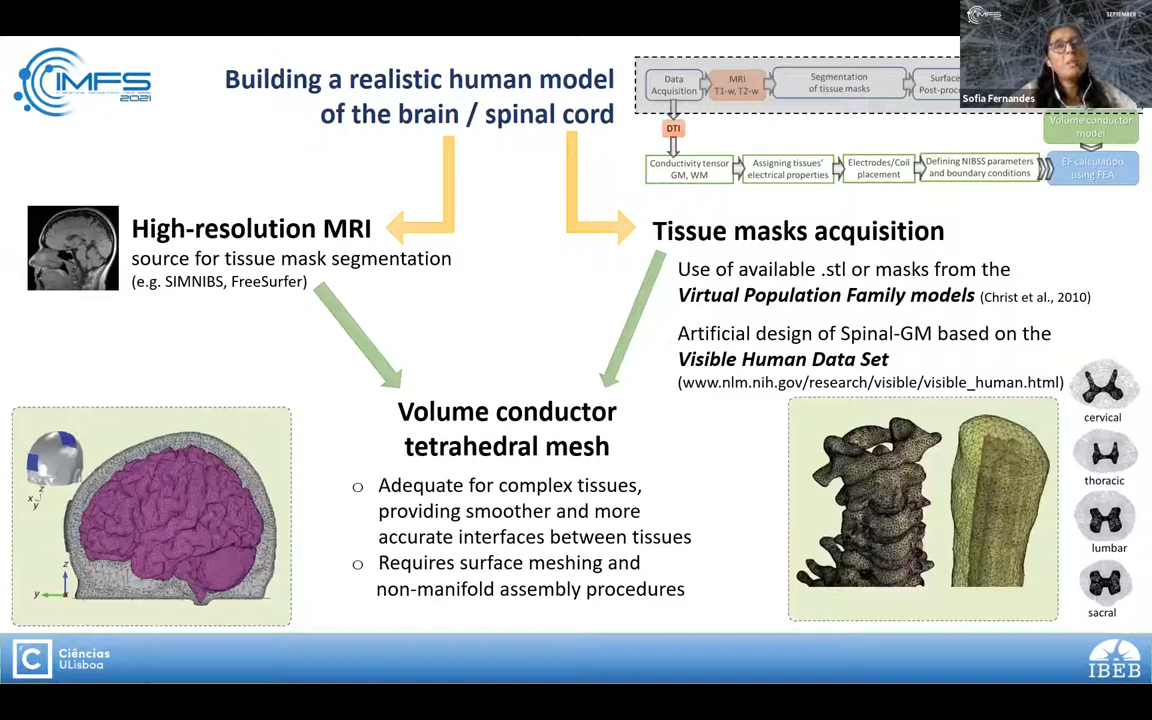 IMFS
2021
Building a realistic human model
of the brain / spinal cord
Data
Acquisition
MRI
T1-w, T2-w
Segmentation
of tissue masks
Surface
Post-proc
IMFS
SEPTEMBER 2
Sofia Fernandes
Volume conductor
model
DTI
Conductivity tensor
GM, WM
Assigning tissues'
electrical properties
Electrodes/Coil
placement
Defining NIBSS parameters
and boundary conditions
EF calculation
using FEA
High-resolution MRI
source for tissue mask segmentation
(e.g. SIMNIBS, FreeSurfer)
Tissue masks acquisition
Use of available .stl or masks from the
Virtual Population Family models (Christ et al., 2010)
Artificial design of Spinal-GM based on the
Visible Human Data Set
(www.nlm.nih.gov/research/visible/visible_human.html)
Volume conductor
tetrahedral mesh
o Adequate for complex tissues,
providing smoother and more
accurate interfaces between tissues
o Requires surface meshing and
non-manifold assembly procedures
z
x
y
z
y
cervical
thoracic
lumbar
sacral
C
Ciências
ULisboa
IBEB